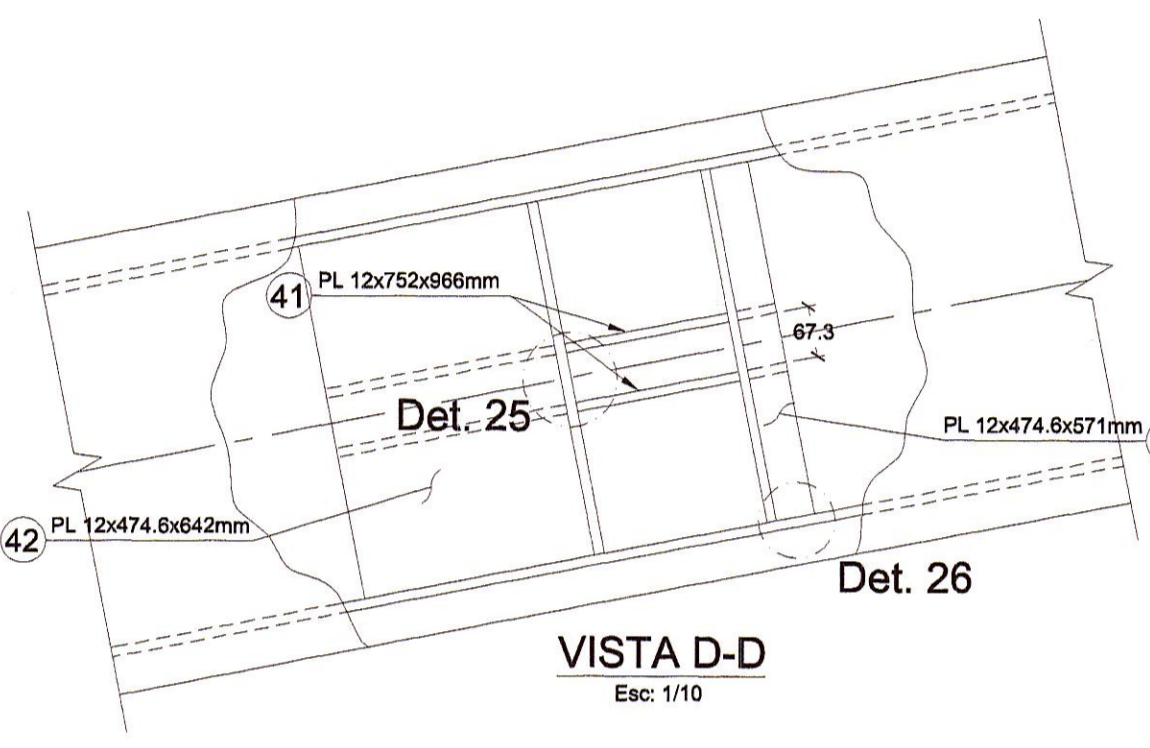 41 PL 12x752x966mm
67.3
Det. 25
PL 12x474.6x571mm
42 PL 12x474.6x642mm
Det. 26
VISTA D-D
Esc: 1/10